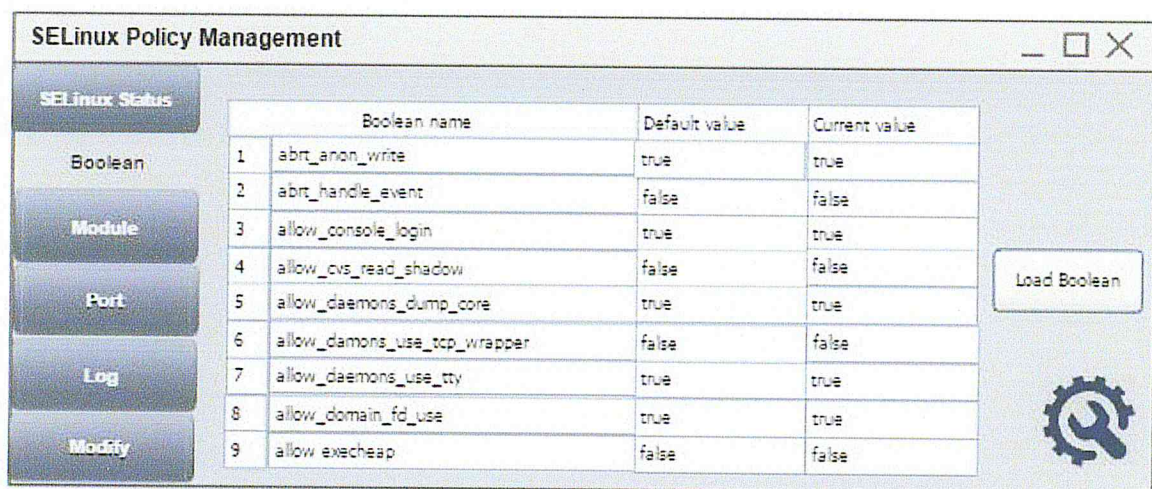 SELinux Policy Management
SELinux Status
Boolean
Module
Port
Log
Modify
Boolean name Default value Current value
1 abrt_anon_write true true
2 abrt_handle_event false false
3 allow_console_login true true
4 allow_cvs_read_shadow false false
5 allow_daemons_dump_core true true
6 allow_damons_use_tcp_wrapper false false
7 allow_daemons_use_tty true true
8 allow_domain_fd_use true true
9 allow execheap false false
Load Boolean